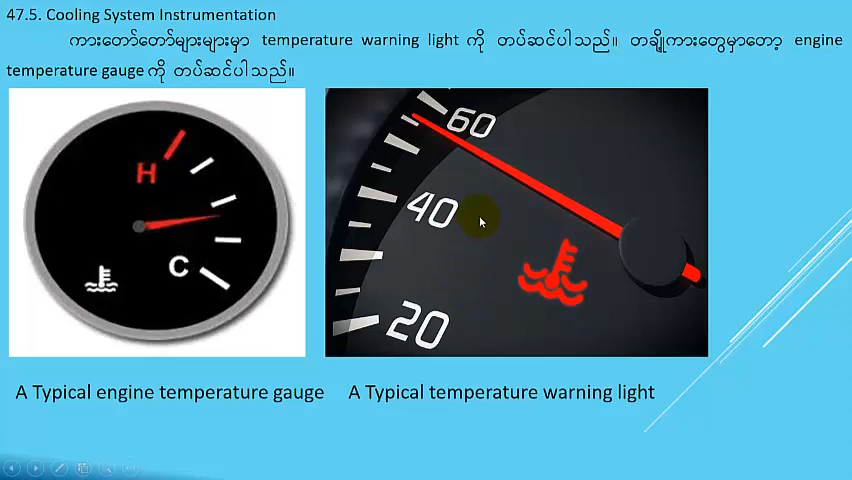 47.5. Cooling System Instrumentation
ကားတော်တော်များများမှာ temperature warning light ကို တပ်ဆင်ပါသည်။ တချို့ကားတွေမှာတော့ engine
temperature gauge ကို တပ်ဆင်ပါသည်။
H
C
60
40
20
A Typical engine temperature gauge
A Typical temperature warning light